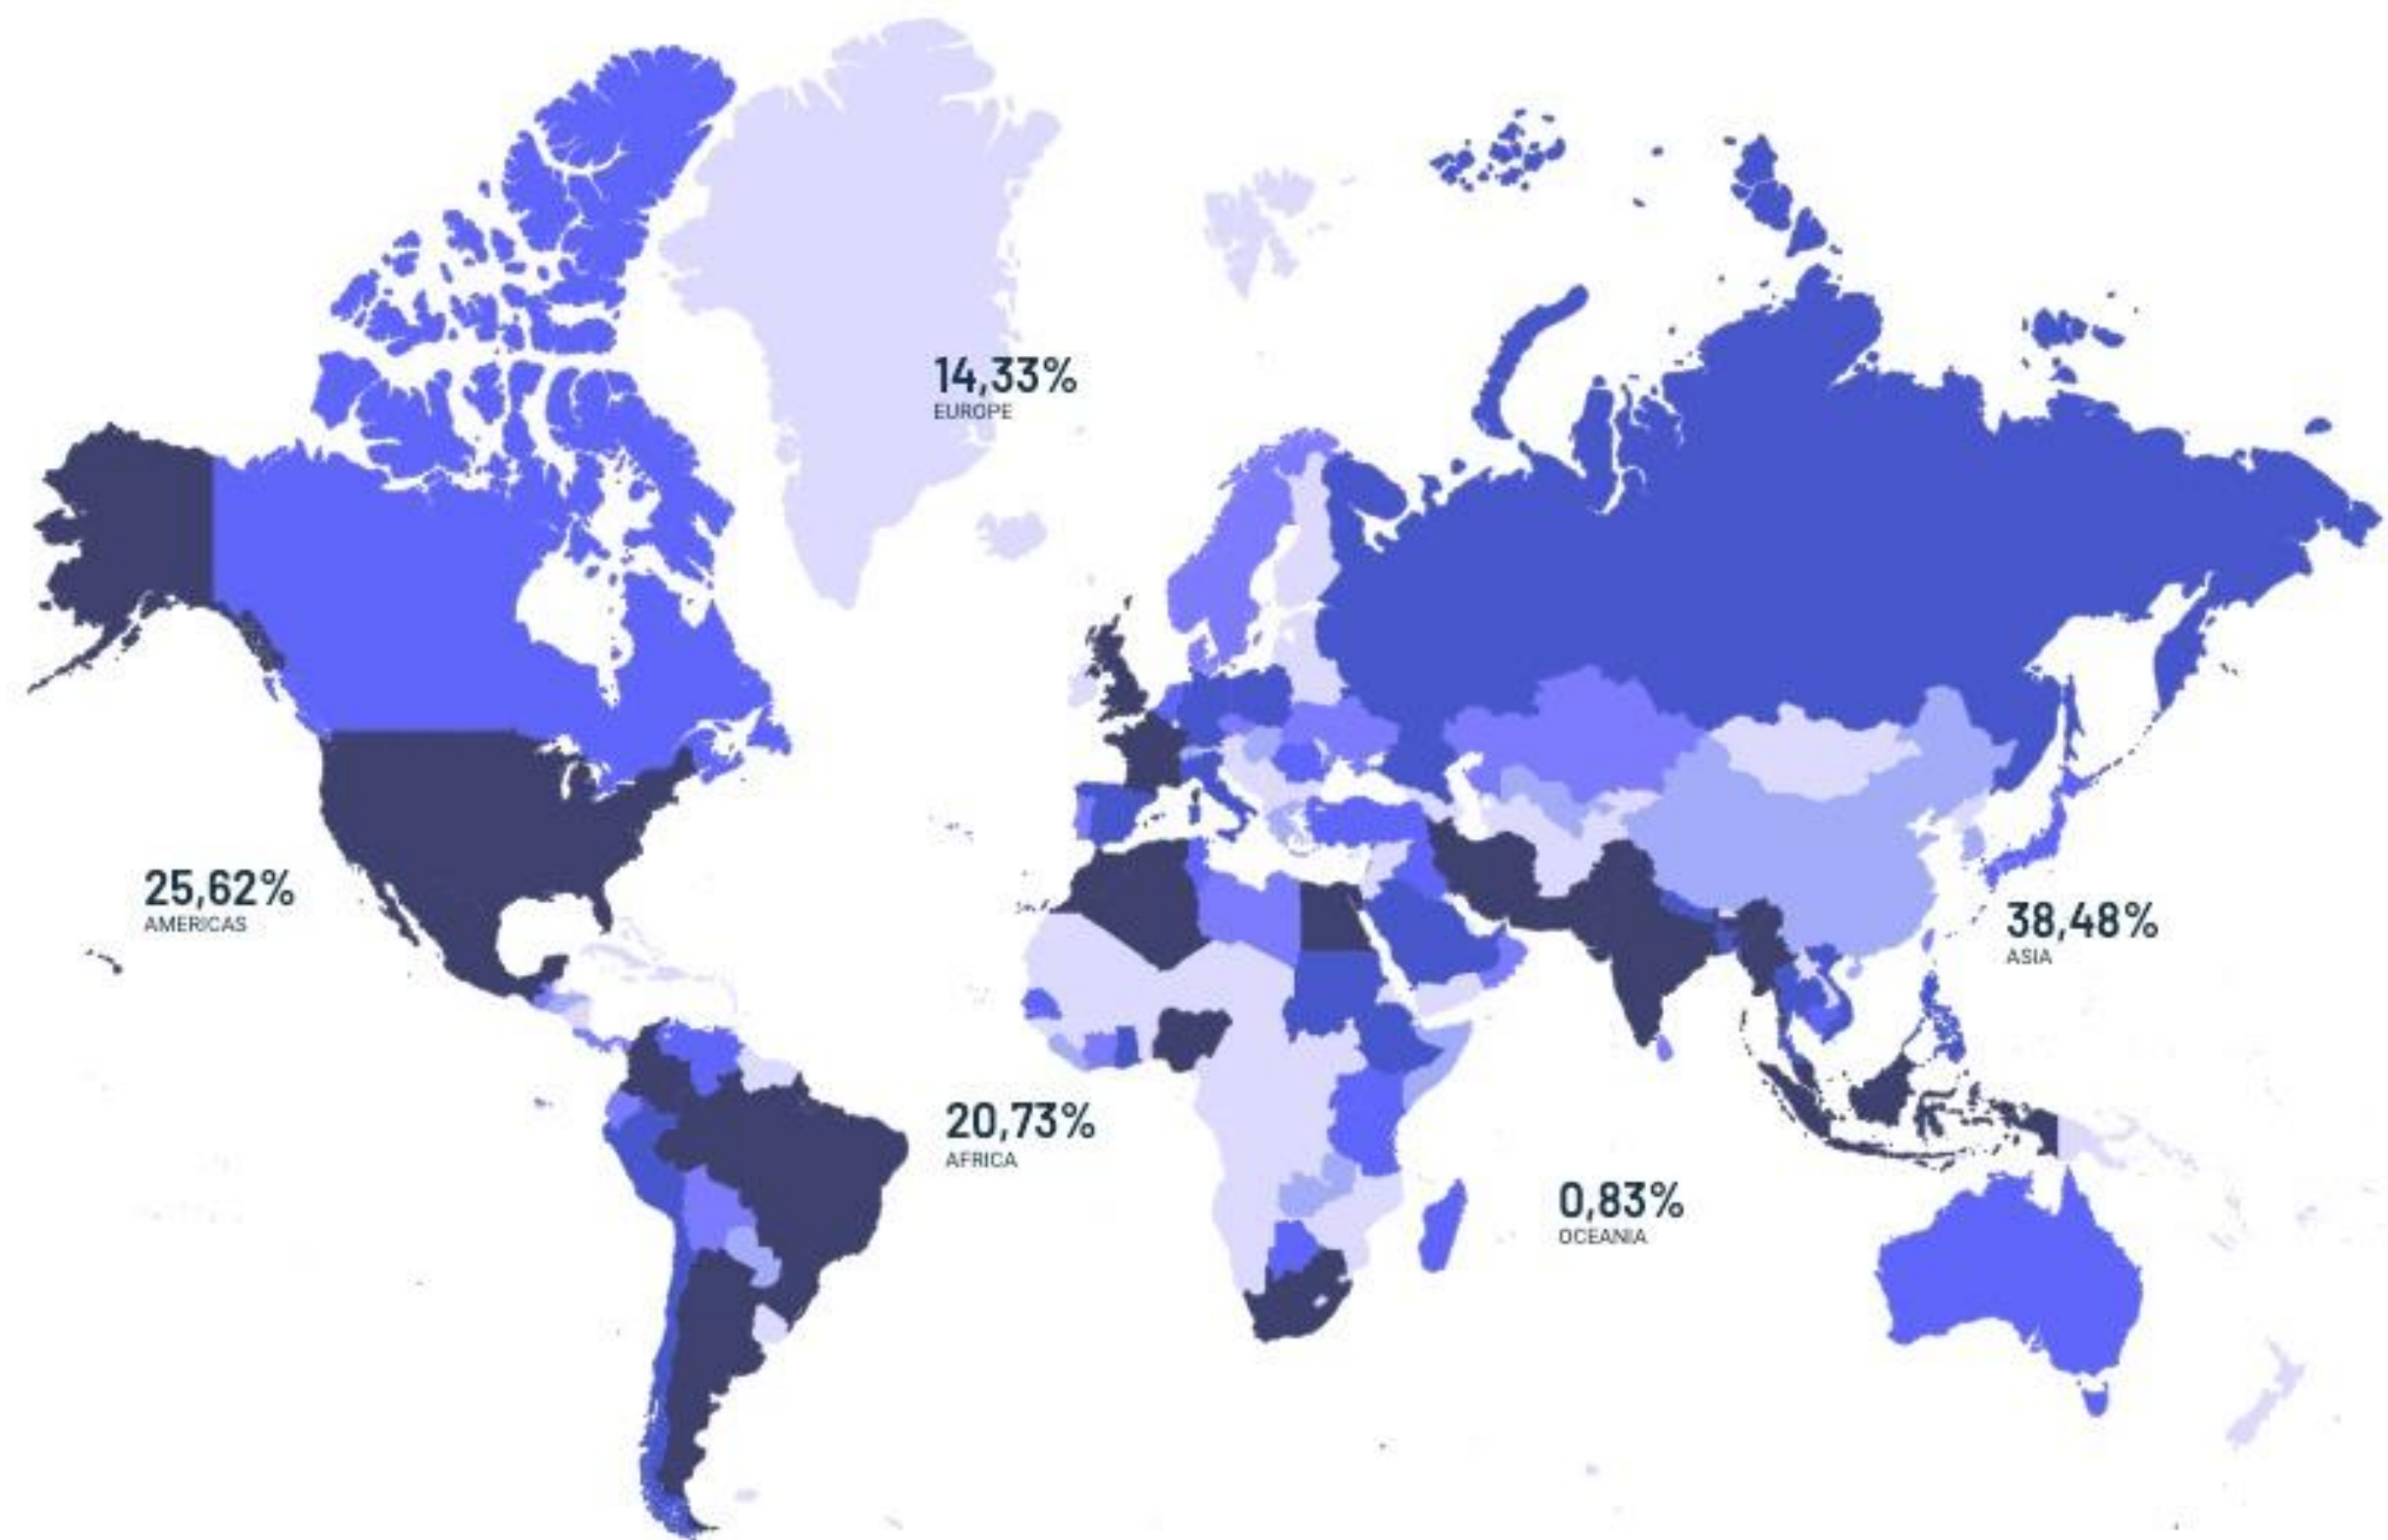 14,33%
EUROPE
25,62%
AMERICAS
38,48%
ASIA
20,73%
AFRICA
0,83%
OCEANIA